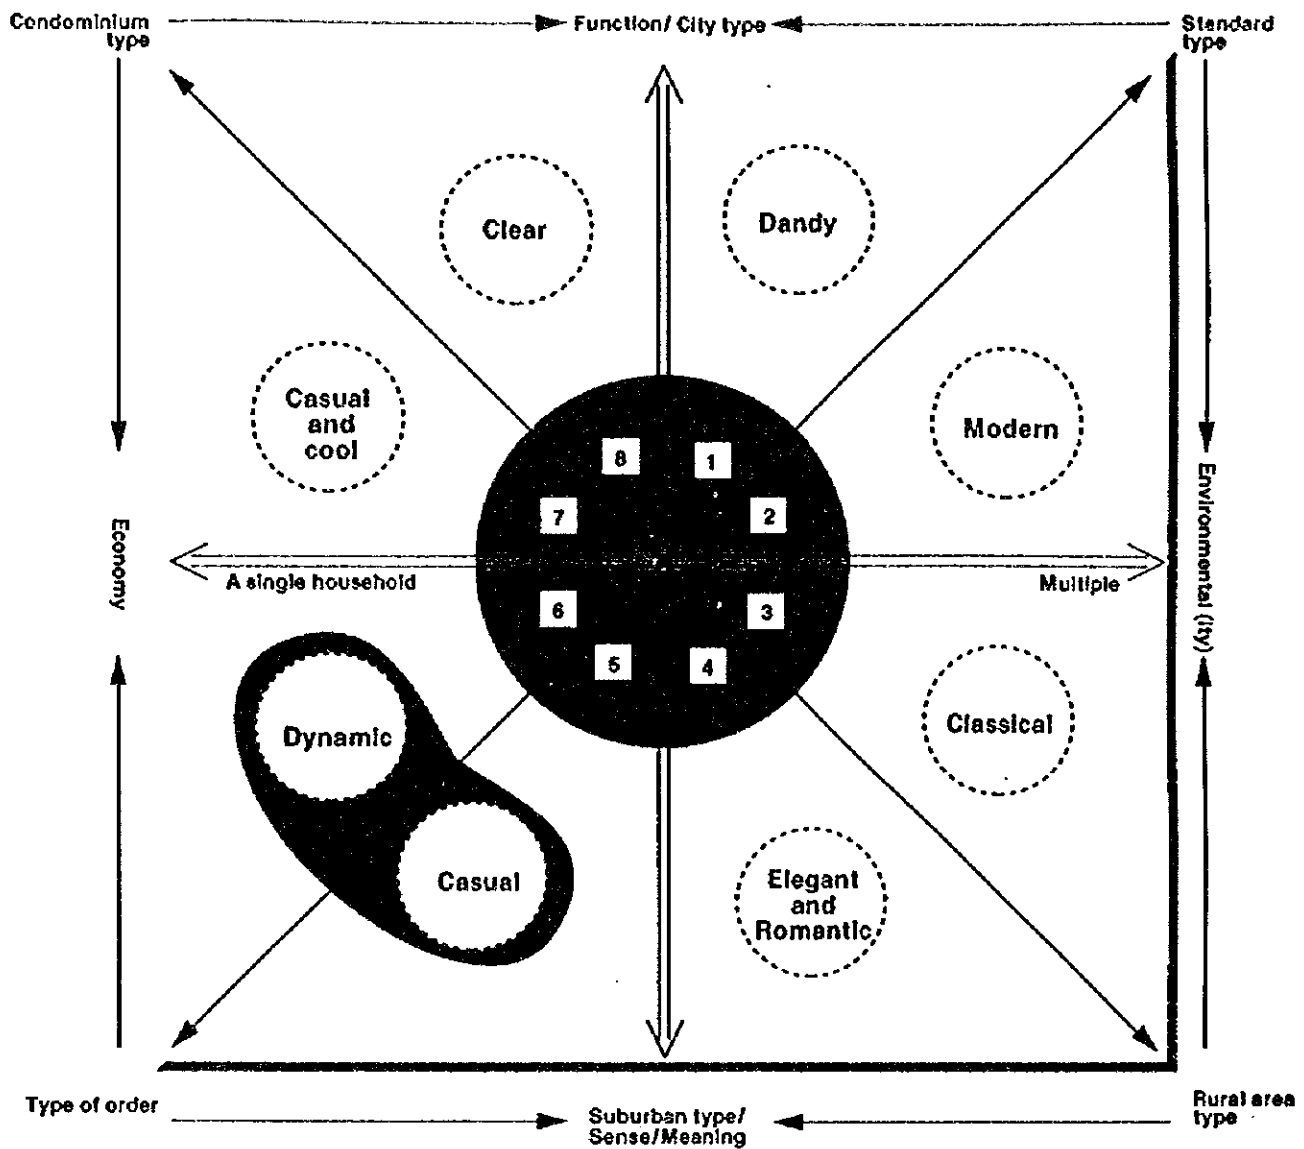 Condominium
type
Function/ City type
Standard
type
Clear
Dandy
Casual
and
cool
Modern
8
1
7
2
Economy
A single household
Multiple
Environmental (ity)
6
3
5
4
Dynamic
Classical
Casual
Elegant
and
Romantic
Type of order
Suburban type/
Sense/Meaning
Rural area
type